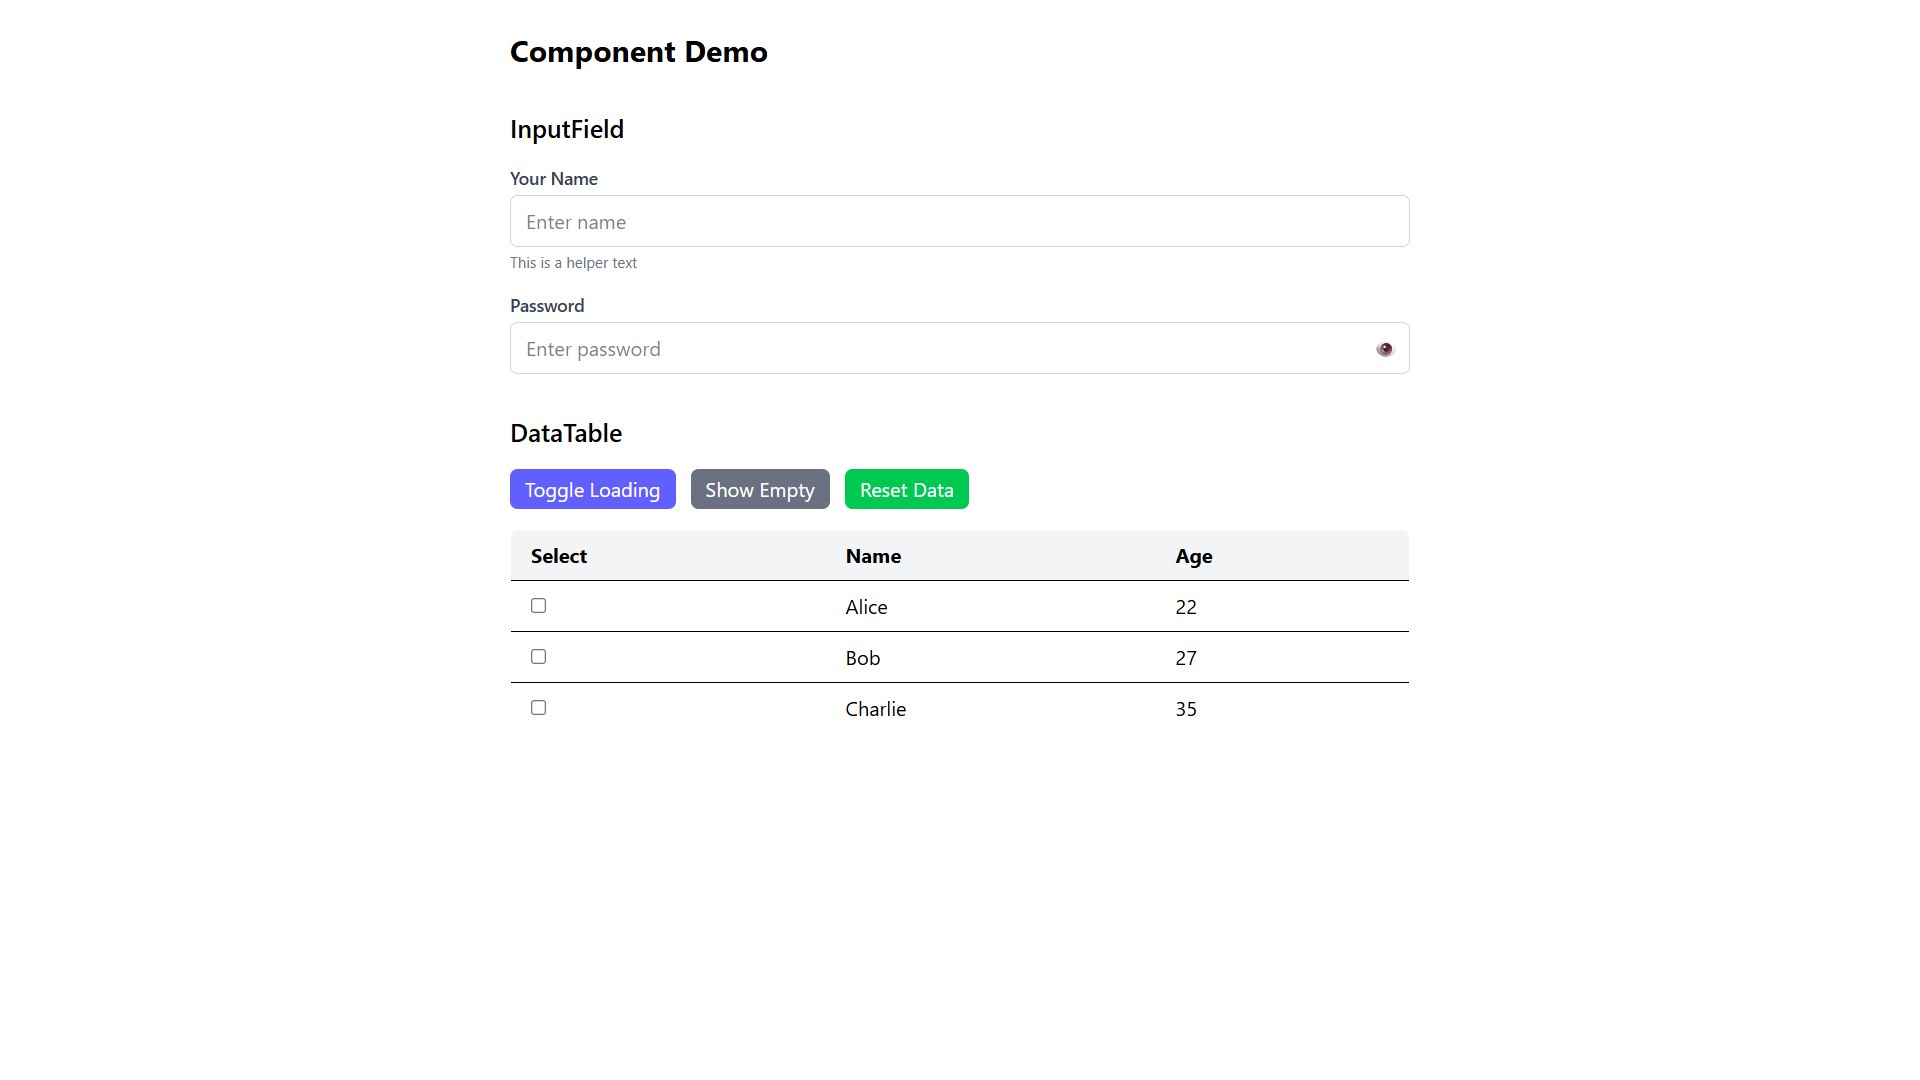 Component Demo
InputField
Your Name
Enter name
This is a helper text
Password
Enter password
DataTable
Toggle Loading Show Empty Reset Data
Select Name Age
Alice 22
Bob 27
Charlie 35